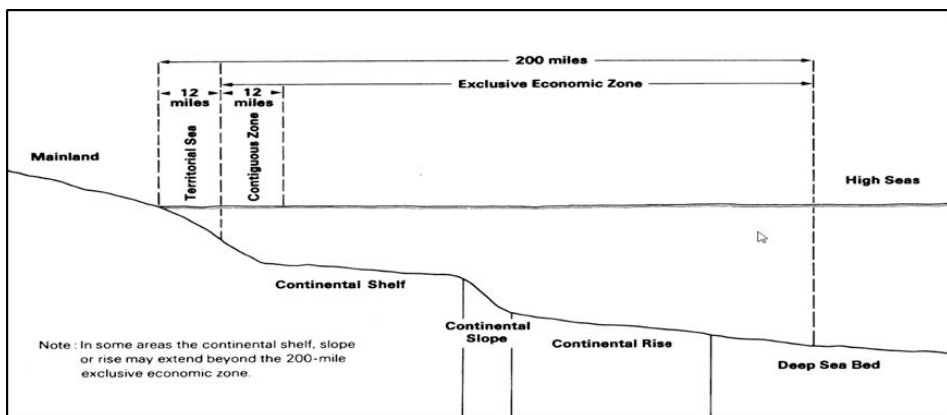 200 miles
Exclusive Economic Zone
12
miles
12
miles
Territorial Sea
Contiguous Zone
Mainland
High Seas
Continental Shelf
Continental
Slope
Continental Rise
Deep Sea Bed
Note : In some areas the continental shelf, slope
or rise may extend beyond the 200-mile
exclusive economic zone.